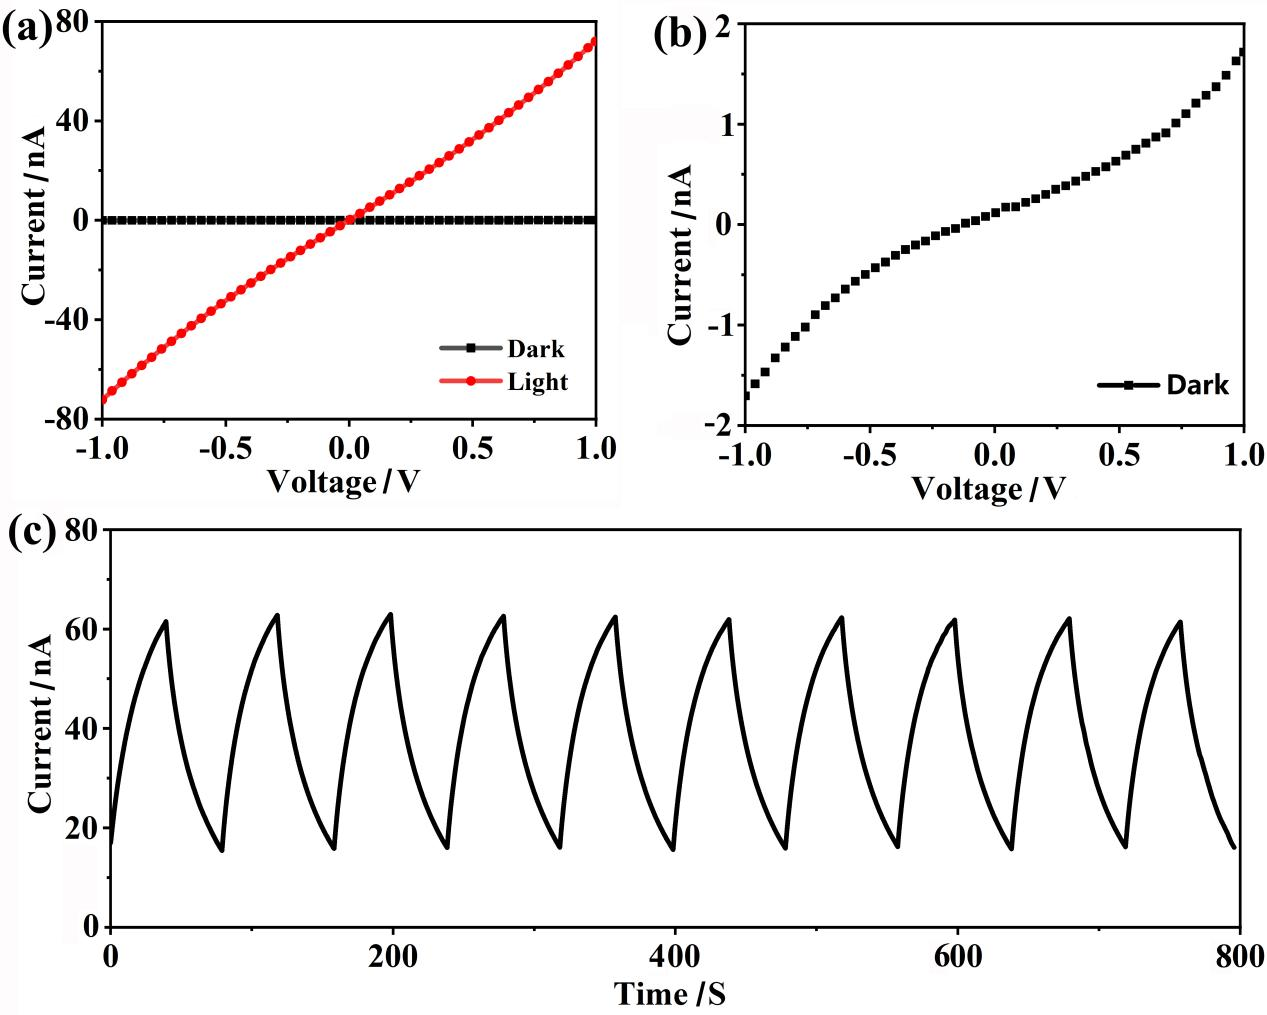 (a)
80
40
0
-40
-80
Current / nA
Dark
Light
-1.0 -0.5 0.0 0.5 1.0
Voltage / V
(b)
2
1
0
-1
-2
Current / nA
Dark
-1.0 -0.5 0.0 0.5 1.0
Voltage / V
(c)
80
60
40
20
0
Current / nA
0 200 400 600 800
Time /S